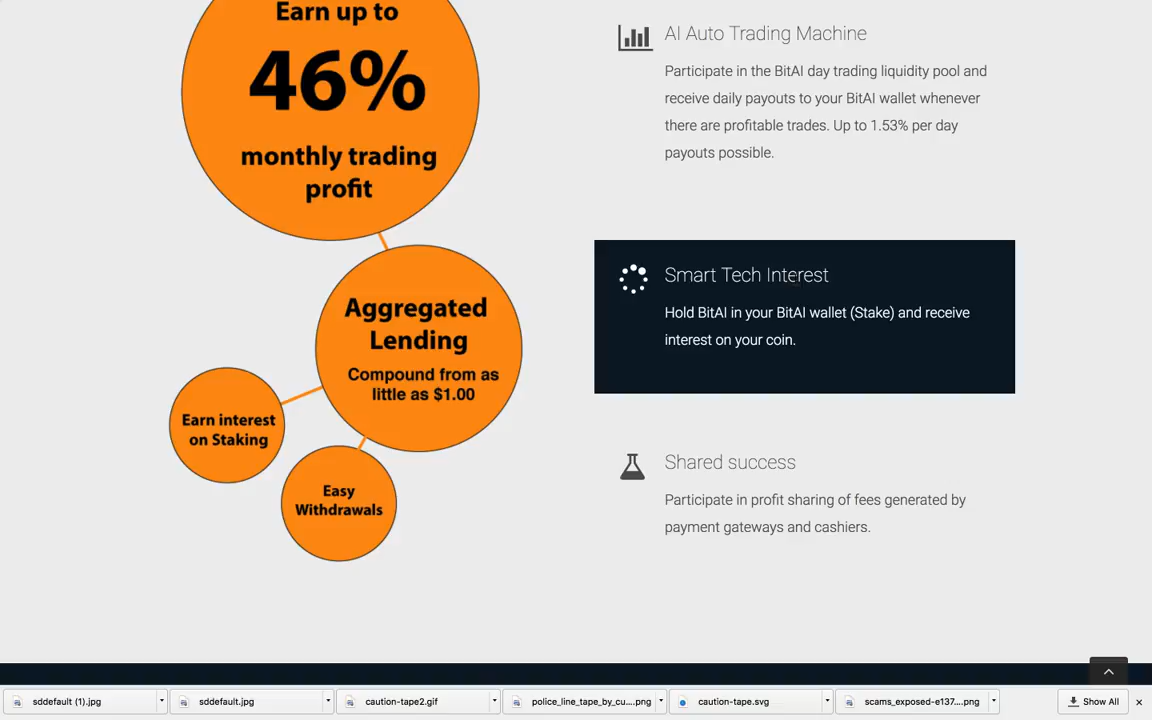 Earn up to
46%
monthly trading
profit
Aggregated
Lending
Compound from as
little as $1.00
Earn interest
on Staking
Easy
Withdrawals
AI Auto Trading Machine
Participate in the BitAI day trading liquidity pool and
receive daily payouts to your BitAI wallet whenever
there are profitable trades. Up to 1.53% per day
payouts possible.
Smart Tech Interest
Hold BitAI in your BitAI wallet (Stake) and receive
interest on your coin.
Shared success
Participate in profit sharing of fees generated by
payment gateways and cashiers.
sddefault (1).jpg
sddefault.jpg
caution-tape2.gif
police_line_tape_by_cu....png
caution-tape.svg
scams_exposed-e137....png
Show All